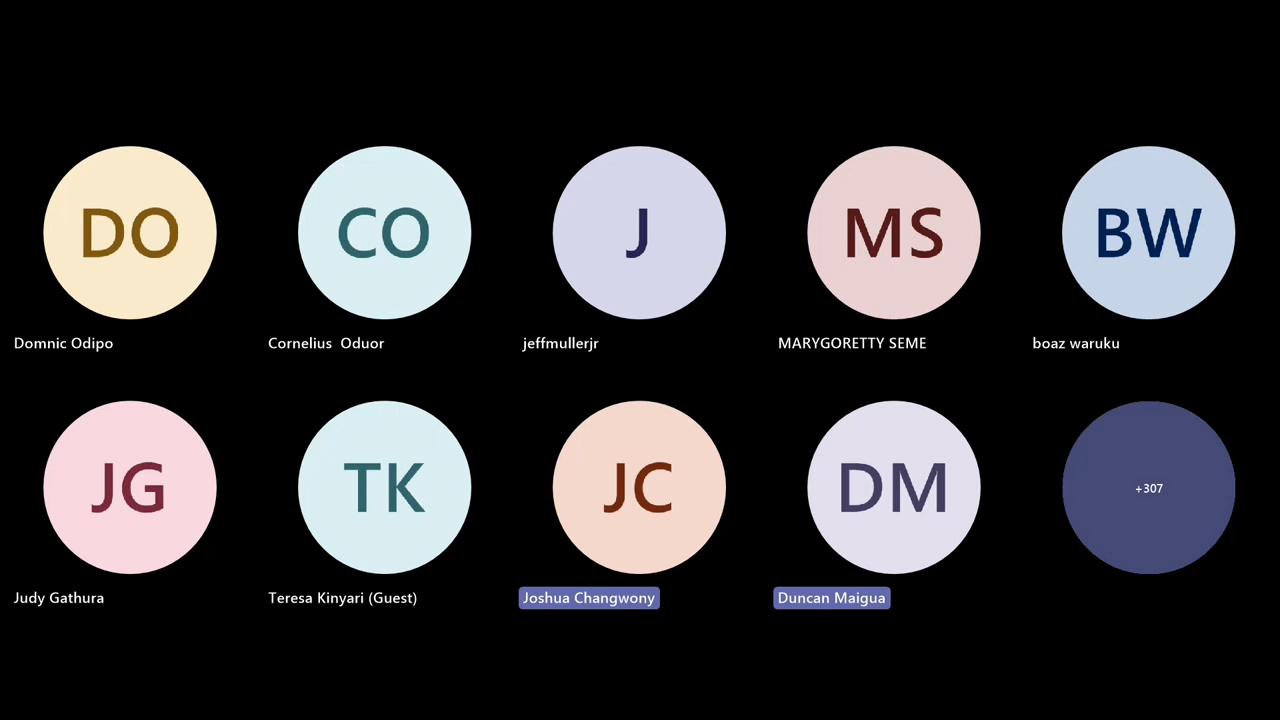 DO CO J MS BW
Domnic Odipo Cornelius  Oduor jeffmullerjr MARYGORETTY SEME boaz waruku
JG TK JC DM +307
Judy Gathura Teresa Kinyari (Guest) Joshua Changwony Duncan Maigua